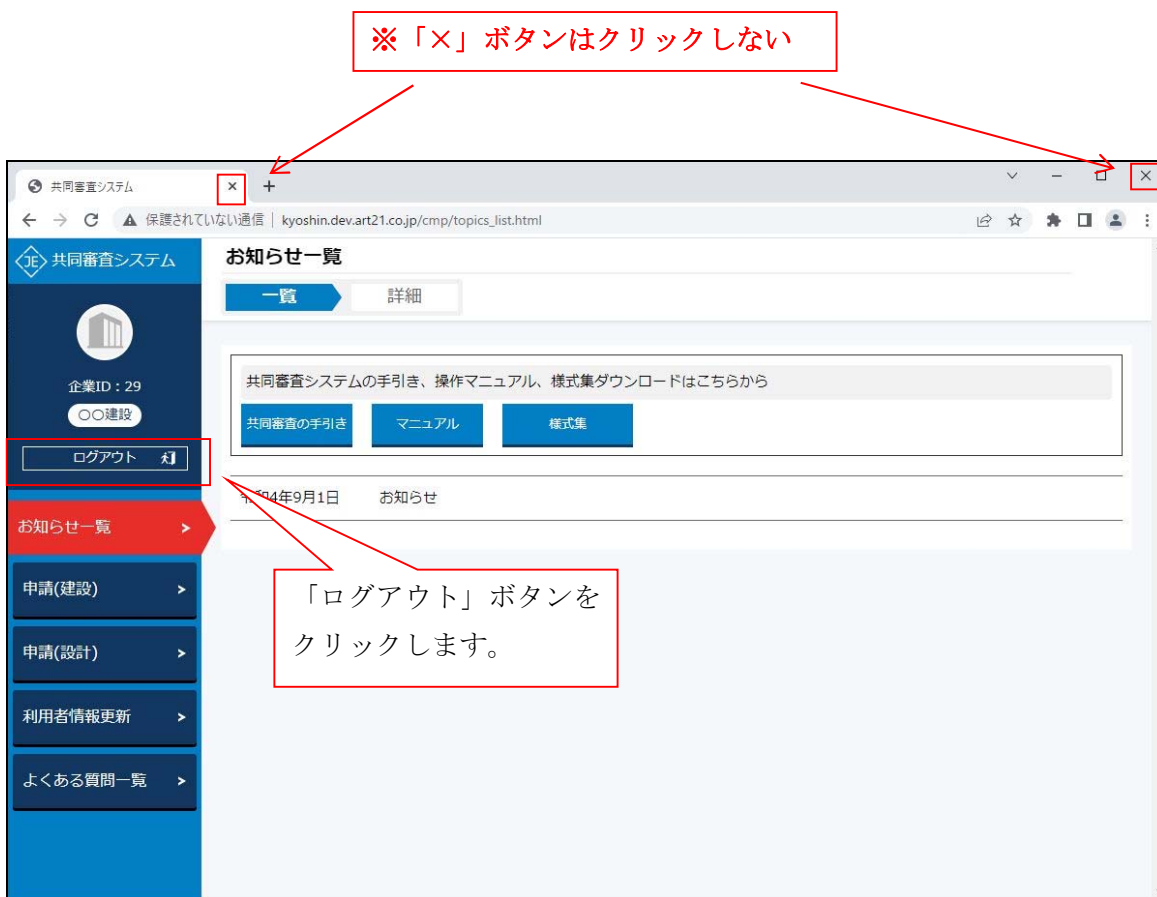 ※「×」ボタンはクリックしない
共同審査システム
保護されていない通信 | kyoshin.dev.art21.co.jp/cmp/topics_list.html
JE 共同審査システム
企業ID：29
〇〇建設
ログアウト
お知らせ一覧
申請(建設)
申請(設計)
利用者情報更新
よくある質問一覧
お知らせ一覧
一覧
詳細
共同審査システムの手引き、操作マニュアル、様式集ダウンロードはこちらから
共同審査の手引き
マニュアル
様式集
令和4年9月1日 お知らせ
「ログアウト」ボタンを
クリックします。